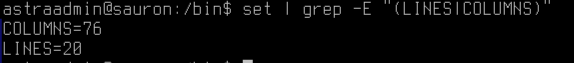 astraadmin@sauron:/bin$ set | grep -E "(LINES|COLUMNS)"
COLUMNS=76
LINES=20